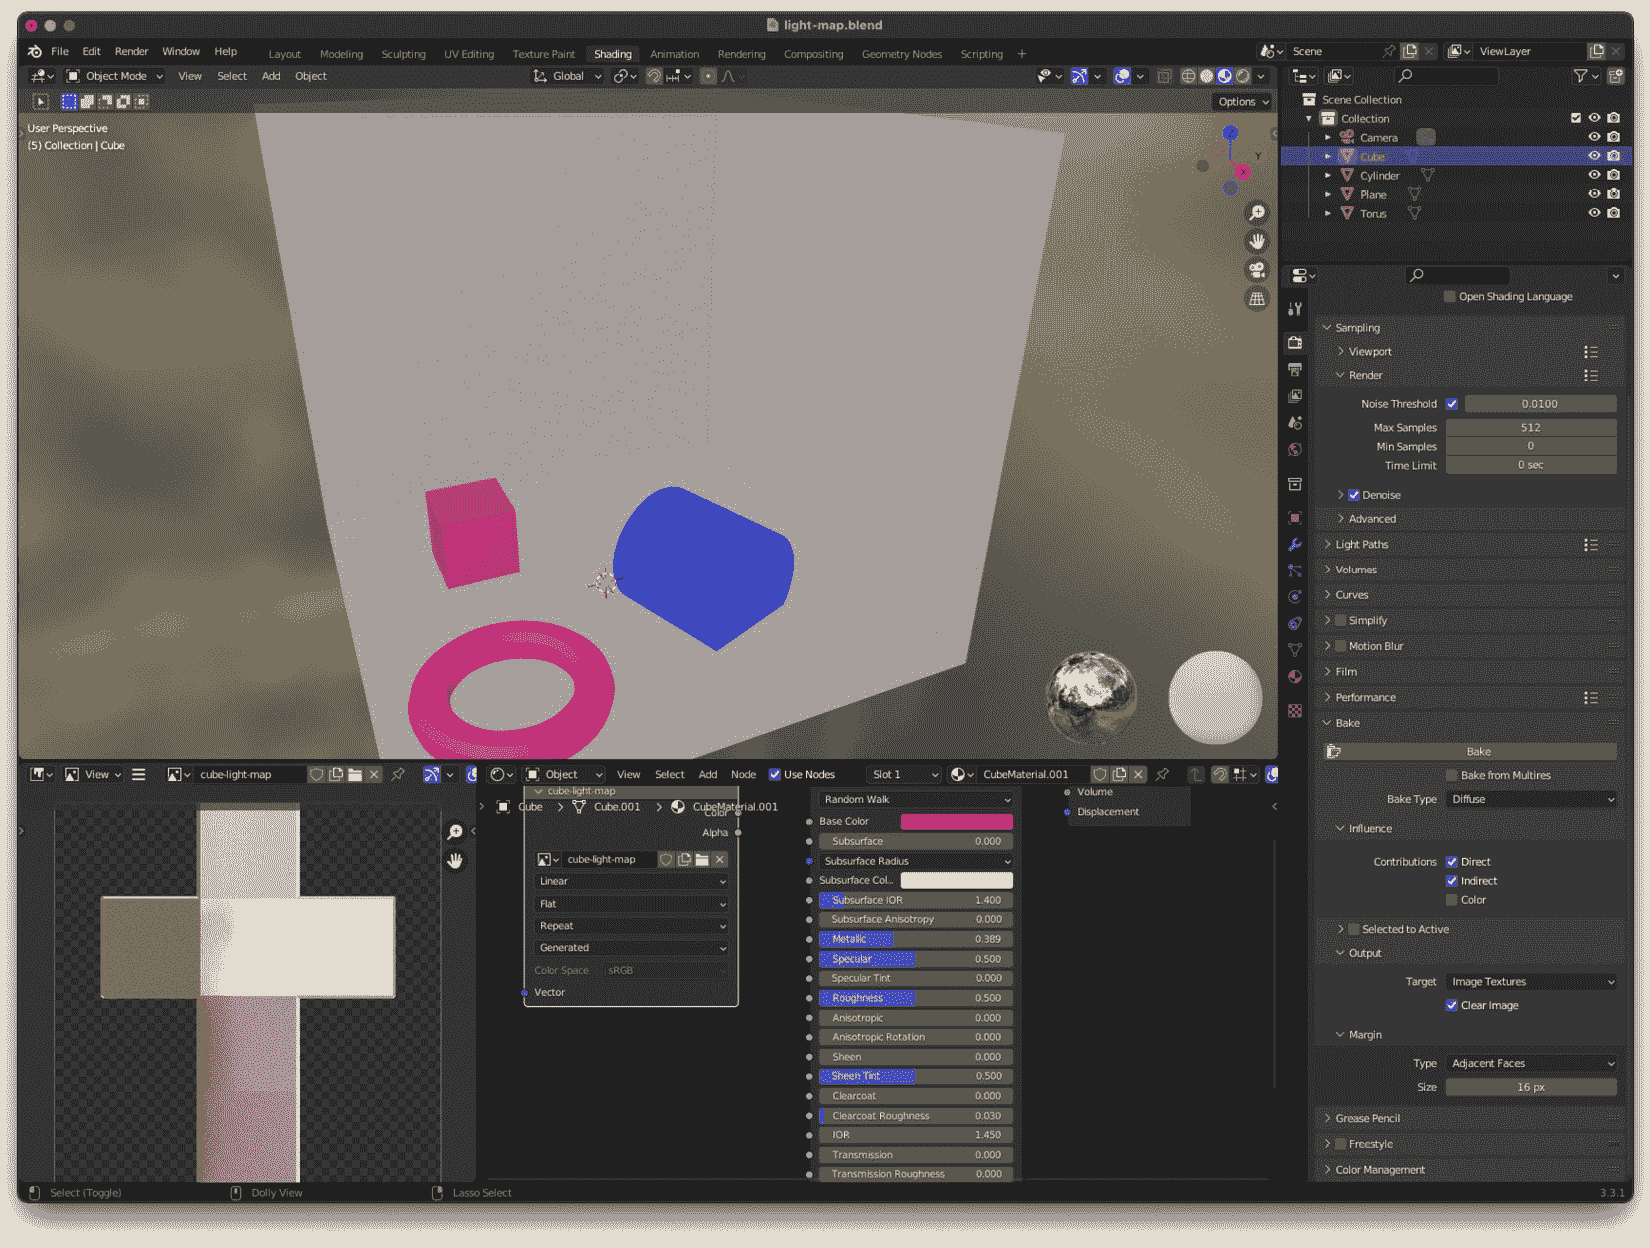 light-map.blend
File Edit Render Window Help
Layout Modeling Sculpting UV Editing Texture Paint Shading Animation Rendering Compositing Geometry Nodes Scripting +
Scene
ViewLayer
Object Mode View Select Add Object
Global
Options
User Perspective
(5) Collection | Cube
Y
X
Scene Collection
Collection
Camera
Cube
Cylinder
Plane
Torus
Open Shading Language
Sampling
Viewport
Render
Noise Threshold 0.0100
Max Samples 512
Min Samples 0
Time Limit 0 sec
Denoise
Advanced
Light Paths
Volumes
Curves
Simplify
Motion Blur
Film
Performance
Bake
Bake
Bake from Multires
Bake Type Diffuse
Influence
Contributions Direct
Indirect
Color
Selected to Active
Output
Target Image Textures
Clear Image
Margin
Type Adjacent Faces
Size 16 px
Grease Pencil
Freestyle
Color Management
View cube-light-map
Object View Select Add Node Use Nodes Slot 1 CubeMaterial.001
cube-light-map
Cube > Cube.001 > CubeMaterial.001
Color
Alpha
cube-light-map
Linear
Flat
Repeat
Generated
Color Space sRGB
Vector
Random Walk
Base Color
Subsurface 0.000
Subsurface Radius
Subsurface Col...
Subsurface IOR 1.400
Subsurface Anisotropy 0.000
Metallic 0.389
Specular 0.500
Specular Tint 0.000
Roughness 0.500
Anisotropic 0.000
Anisotropic Rotation 0.000
Sheen 0.000
Sheen Tint 0.500
Clearcoat 0.000
Clearcoat Roughness 0.030
IOR 1.450
Transmission 0.000
Transmission Roughness 0.000
Volume
Displacement
Select (Toggle) Dolly View Lasso Select
3.3.1